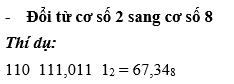 - Đổi từ cơ số 2 sang cơ số 8
Thí dụ:
110 111,011 1₂ = 67,34₈